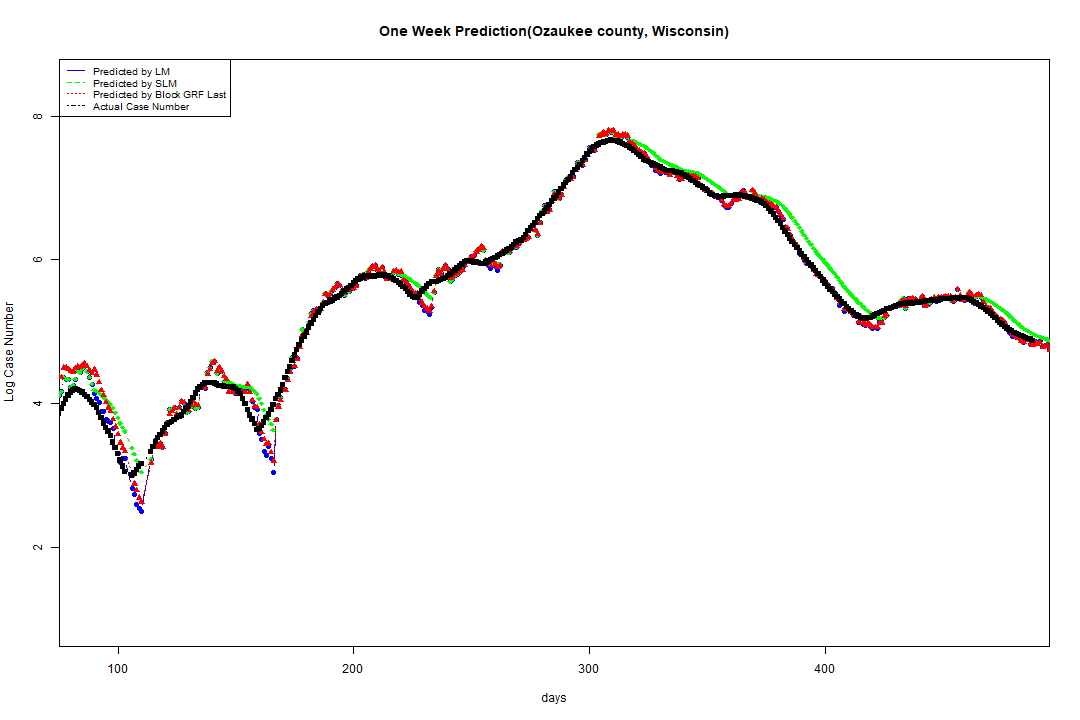 One Week Prediction(Ozaukee county, Wisconsin)
Predicted by LM
Predicted by SLM
Predicted by Block GRF Last
Actual Case Number
8
6
4
2
Log Case Number
100 200 300 400
days